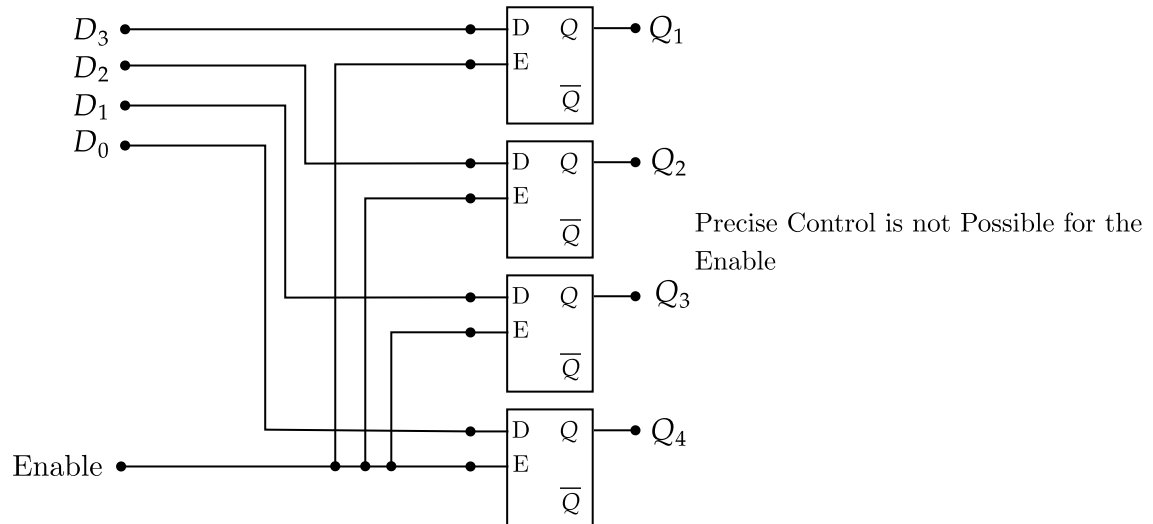 D₃
D Q Q₁
D₂
E
D₁
Q̅
D₀
D Q Q₂
E
Q̅
Precise Control is not Possible for the
Enable
D Q Q₃
E
Q̅
D Q Q₄
Enable
E
Q̅